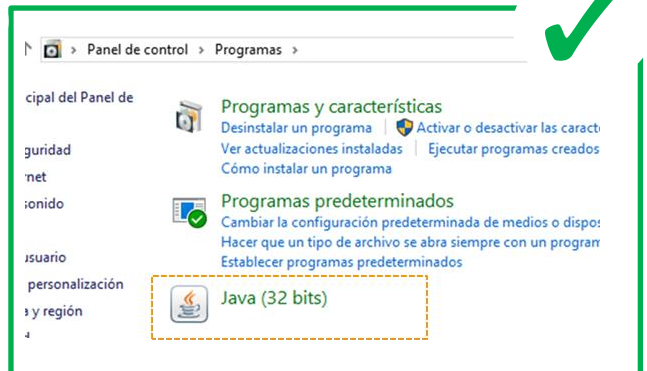 Panel de control > Programas >
cipal del Panel de
guridad
rnet
sonido
usuario
personalización
a y región
Programas y características
Desinstalar un programa | Activar o desactivar las caract
Ver actualizaciones instaladas | Ejecutar programas creados
Cómo instalar un programa
Programas predeterminados
Cambiar la configuración predeterminada de medios o dispos
Hacer que un tipo de archivo se abra siempre con un program
Establecer programas predeterminados
Java (32 bits)